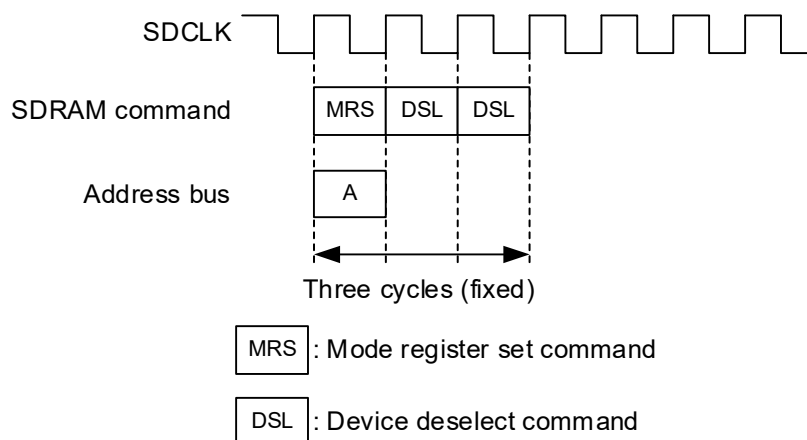 SDCLK
SDRAM command MRS DSL DSL
Address bus A
Three cycles (fixed)
MRS : Mode register set command
DSL : Device deselect command